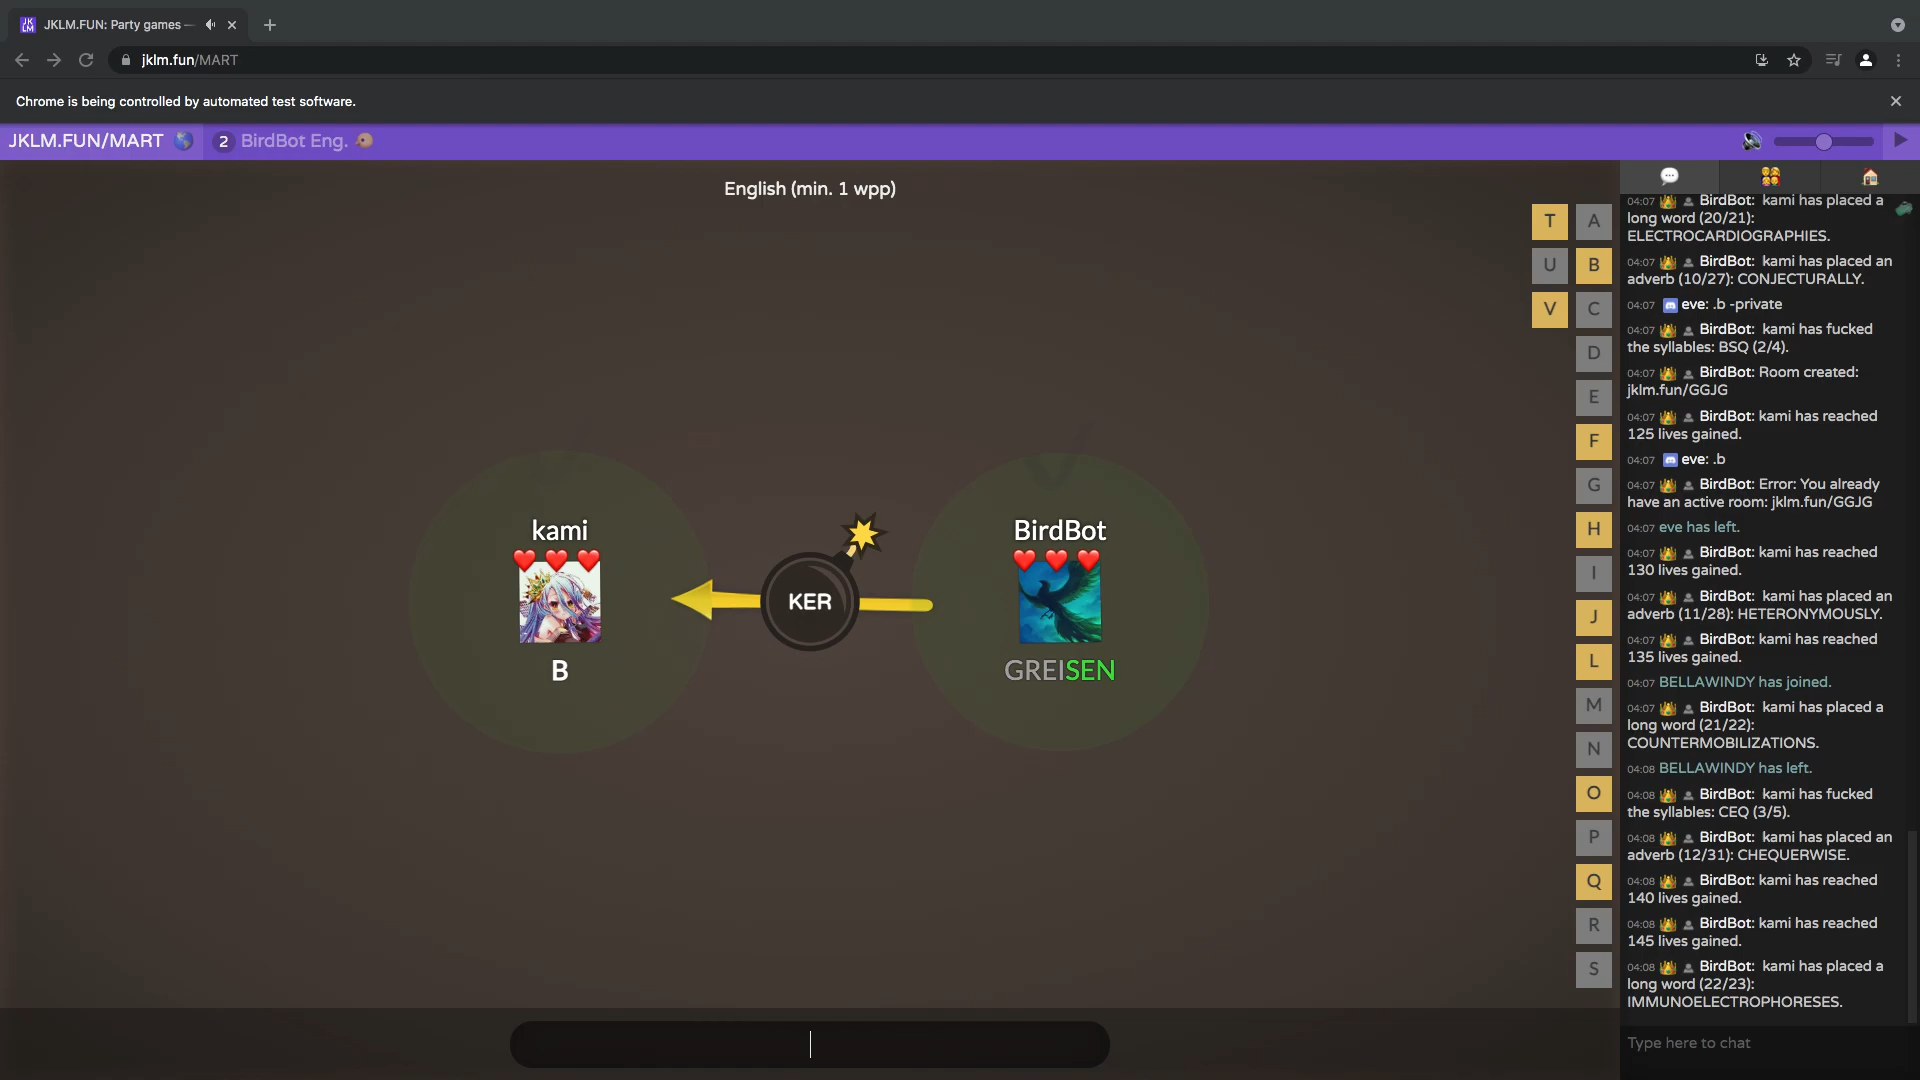 JKLM.FUN: Party games —
jklm.fun/MART
Chrome is being controlled by automated test software.
JKLM.FUN/MART
2 BirdBot Eng.
English (min. 1 wpp)
T A
U B
V C
D
E
F
G
H
I
J
L
M
N
O
P
Q
R
S
kami
B
KER
BirdBot
GREISEN
04:07 BirdBot: kami has placed a
long word (20/21):
ELECTROCARDIOGRAPHIES.
04:07 BirdBot: kami has placed an
adverb (10/27): CONJECTURALLY.
04:07 eve: .b -private
04:07 BirdBot: kami has fucked
the syllables: BSQ (2/4).
04:07 BirdBot: Room created:
jklm.fun/GGJG
04:07 BirdBot: kami has reached
125 lives gained.
04:07 eve: .b
04:07 BirdBot: Error: You already
have an active room: jklm.fun/GGJG
04:07 eve has left.
04:07 BirdBot: kami has reached
130 lives gained.
04:07 BirdBot: kami has placed an
adverb (11/28): HETERONYMOUSLY.
04:07 BirdBot: kami has reached
135 lives gained.
04:07 BELLAWINDY has joined.
04:07 BirdBot: kami has placed a
long word (21/22):
COUNTERMOBILIZATIONS.
04:08 BELLAWINDY has left.
04:08 BirdBot: kami has fucked
the syllables: CEQ (3/5).
04:08 BirdBot: kami has placed an
adverb (12/31): CHEQUERWISE.
04:08 BirdBot: kami has reached
140 lives gained.
04:08 BirdBot: kami has reached
145 lives gained.
04:08 BirdBot: kami has placed a
long word (22/23):
IMMUNOELECTROPHORESES.
Type here to chat